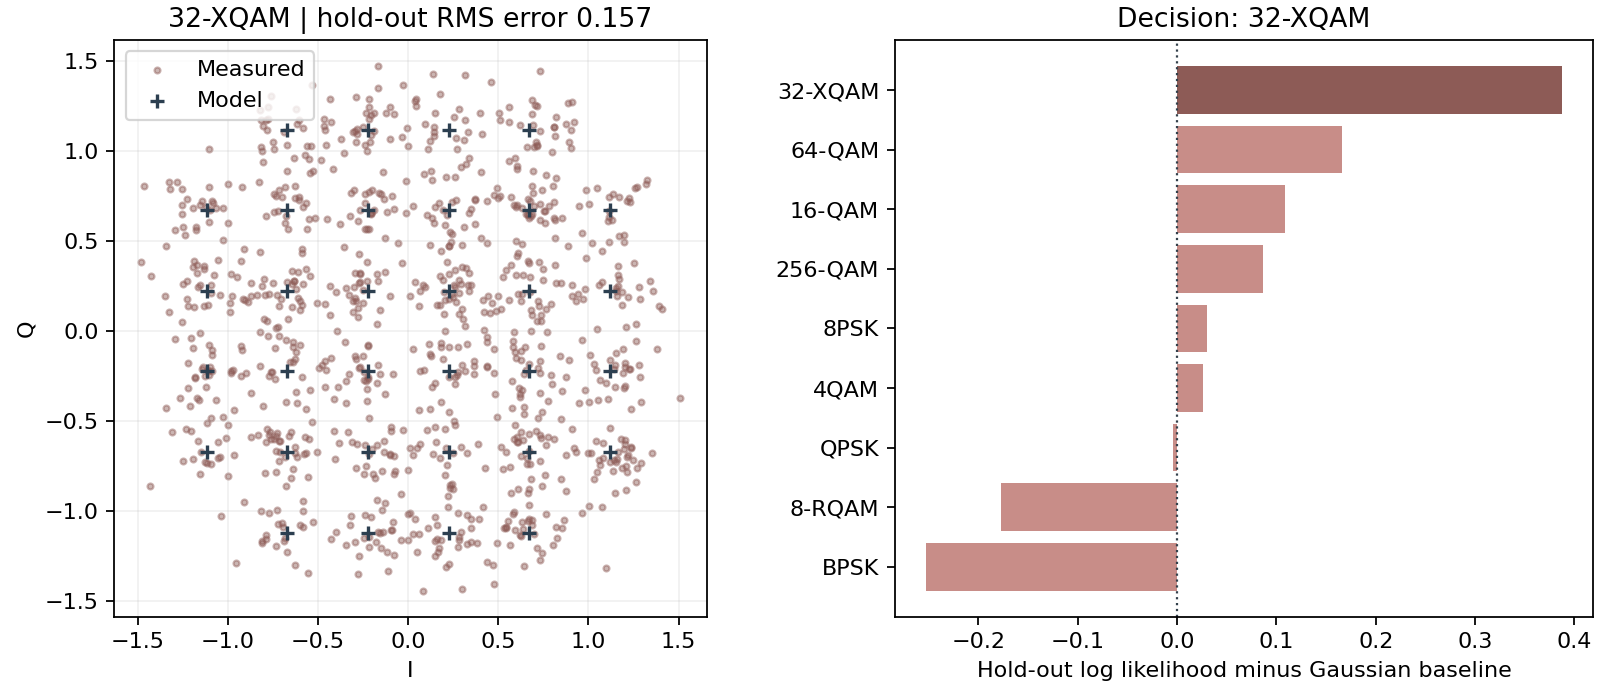 32-XQAM | hold-out RMS error 0.157
Measured
Model
1.5
1.0
0.5
0.0
−0.5
−1.0
−1.5
Q
−1.5 −1.0 −0.5 0.0 0.5 1.0 1.5
I
Decision: 32-XQAM
32-XQAM
64-QAM
16-QAM
256-QAM
8PSK
4QAM
QPSK
8-RQAM
BPSK
−0.2 −0.1 0.0 0.1 0.2 0.3 0.4
Hold-out log likelihood minus Gaussian baseline